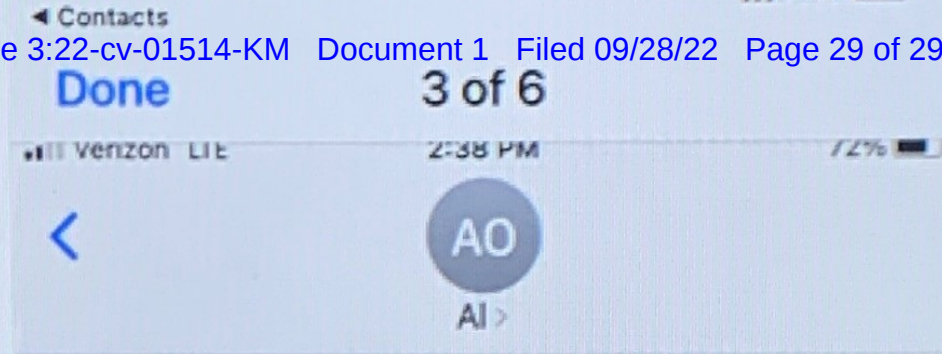 ◀ Contacts
e 3:22-cv-01514-KM Document 1 Filed 09/28/22 Page 29 of 29
Done 3 of 6
Verizon LTE 2:38 PM 72%
<
AO
Al >